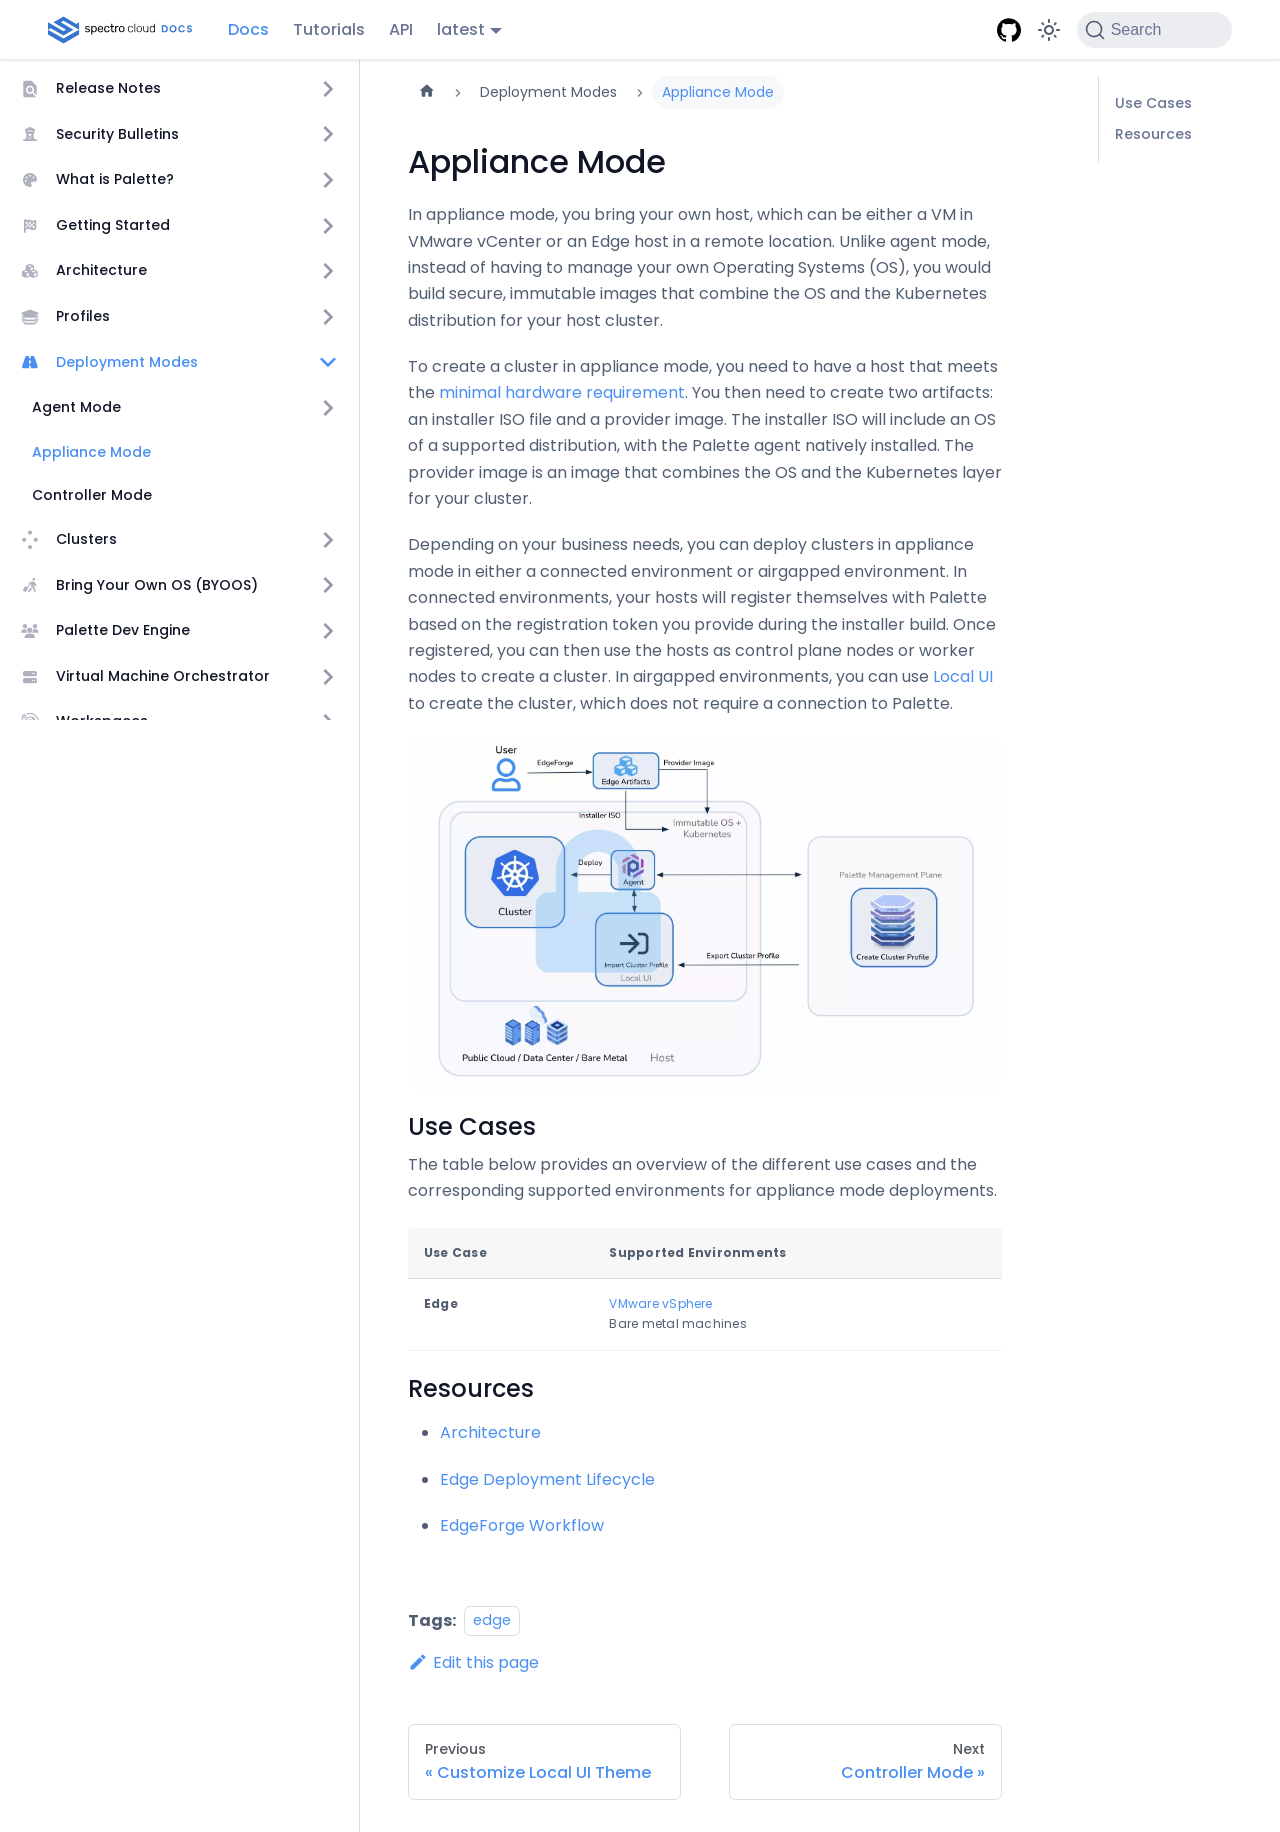 spectro cloud DOCS
Docs
Tutorials
API
latest
Search
Release Notes
Security Bulletins
What is Palette?
Getting Started
Architecture
Profiles
Deployment Modes
Agent Mode
Appliance Mode
Controller Mode
Clusters
Bring Your Own OS (BYOOS)
Palette Dev Engine
Virtual Machine Orchestrator
Workspaces
Deployment Modes
Appliance Mode
Appliance Mode
In appliance mode, you bring your own host, which can be either a VM in
VMware vCenter or an Edge host in a remote location. Unlike agent mode,
instead of having to manage your own Operating Systems (OS), you would
build secure, immutable images that combine the OS and the Kubernetes
distribution for your host cluster.
To create a cluster in appliance mode, you need to have a host that meets
the minimal hardware requirement. You then need to create two artifacts:
an installer ISO file and a provider image. The installer ISO will include an OS
of a supported distribution, with the Palette agent natively installed. The
provider image is an image that combines the OS and the Kubernetes layer
for your cluster.
Depending on your business needs, you can deploy clusters in appliance
mode in either a connected environment or airgapped environment. In
connected environments, your hosts will register themselves with Palette
based on the registration token you provide during the installer build. Once
registered, you can then use the hosts as control plane nodes or worker
nodes to create a cluster. In airgapped environments, you can use Local UI
to create the cluster, which does not require a connection to Palette.
User
EdgeForge
Edge Artifacts
Provider Image
Installer ISO
Immutable OS +
Kubernetes
Deploy
Agent
Cluster
Palette Management Plane
Create Cluster Profile
Export Cluster Profile
Import Cluster Profile
Local UI
Public Cloud / Data Center / Bare Metal
Host
Use Cases
The table below provides an overview of the different use cases and the
corresponding supported environments for appliance mode deployments.
Use Case
Supported Environments
Edge
VMware vSphere
Bare metal machines
Resources
Architecture
Edge Deployment Lifecycle
EdgeForge Workflow
Tags:
edge
Edit this page
Previous
« Customize Local UI Theme
Next
Controller Mode »
Use Cases
Resources